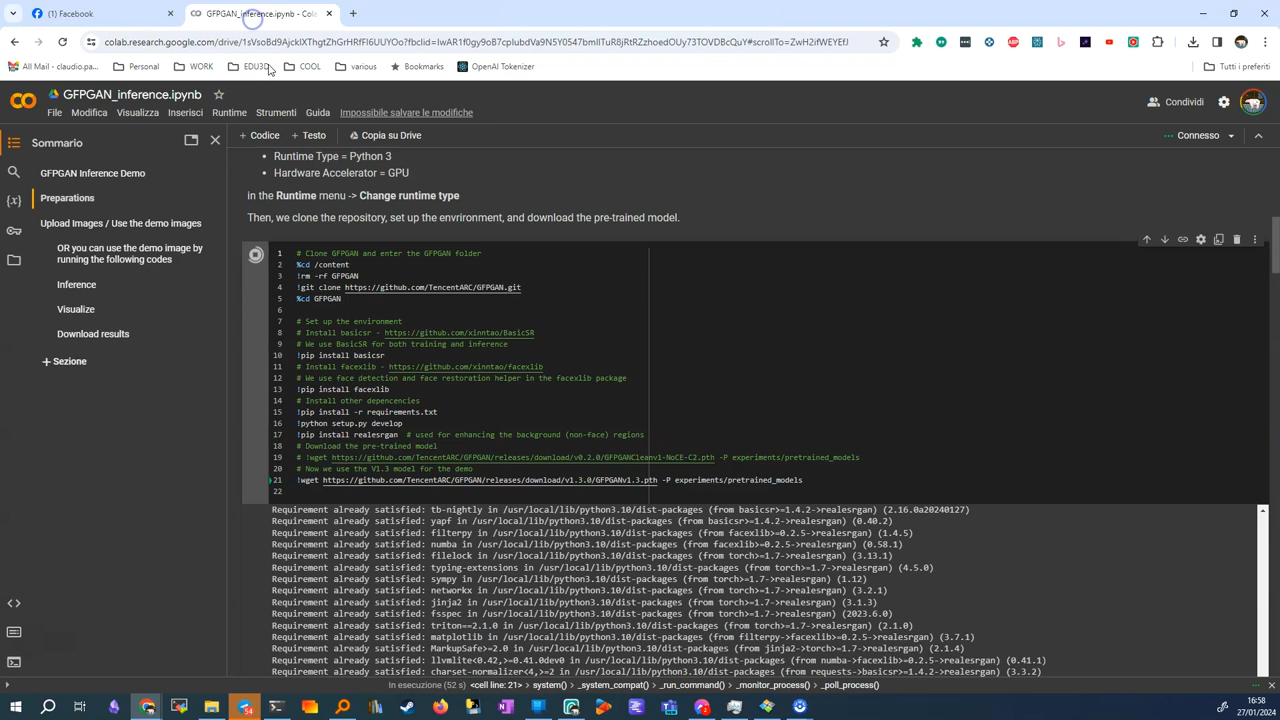 (1) Facebook
GFPGAN_inference.ipynb - Cola
colab.research.google.com/drive/1sVsoBd9AjckIXThgtZhGrHRfFI6UUYOo?fbclid=IwAR1f0gy9oB7cplubdVa9N5Y0547bmlITuR8jRtRZzhoedOUy73TOVDBcQuY#scrollTo=ZwH2ifWEYEfJ
All Mail - claudio.pa...
Personal
WORK
EDU3D
COOL
various
Bookmarks
OpenAI Tokenizer
Tutti i preferiti
GFPGAN_inference.ipynb
File
Modifica
Visualizza
Inserisci
Runtime
Strumenti
Guida
Impossibile salvare le modifiche
Condividi
+ Codice
+ Testo
Copia su Drive
Connesso
Sommario
GFPGAN Inference Demo
Preparations
Upload Images / Use the demo images
OR you can use the demo image by
running the following codes
Inference
Visualize
Download results
+ Sezione
• Runtime Type = Python 3
• Hardware Accelerator = GPU
in the Runtime menu -> Change runtime type
Then, we clone the repository, set up the envrironment, and download the pre-trained model.
1 # Clone GFPGAN and enter the GFPGAN folder
2 %cd /content
3 !rm -rf GFPGAN
4 !git clone https://github.com/TencentARC/GFPGAN.git
5 %cd GFPGAN
6
7 # Set up the environment
8 # Install basicsr - https://github.com/xinntao/BasicSR
9 # We use BasicSR for both training and inference
10 !pip install basicsr
11 # Install facexlib - https://github.com/xinntao/facexlib
12 # We use face detection and face restoration helper in the facexlib package
13 !pip install facexlib
14 # Install other depencencies
15 !pip install -r requirements.txt
16 !python setup.py develop
17 !pip install realesrgan  # used for enhancing the background (non-face) regions
18 # Download the pre-trained model
19 # !wget https://github.com/TencentARC/GFPGAN/releases/download/v0.2.0/GFPGANCleanv1-NoCE-C2.pth -P experiments/pretrained_models
20 # Now we use the V1.3 model for the demo
21 !wget https://github.com/TencentARC/GFPGAN/releases/download/v1.3.0/GFPGANv1.3.pth -P experiments/pretrained_models
22
Requirement already satisfied: tb-nightly in /usr/local/lib/python3.10/dist-packages (from basicsr>=1.4.2->realesrgan) (2.16.0a20240127)
Requirement already satisfied: yapf in /usr/local/lib/python3.10/dist-packages (from basicsr>=1.4.2->realesrgan) (0.40.2)
Requirement already satisfied: filterpy in /usr/local/lib/python3.10/dist-packages (from facexlib>=0.2.5->realesrgan) (1.4.5)
Requirement already satisfied: numba in /usr/local/lib/python3.10/dist-packages (from facexlib>=0.2.5->realesrgan) (0.58.1)
Requirement already satisfied: filelock in /usr/local/lib/python3.10/dist-packages (from torch>=1.7->realesrgan) (3.13.1)
Requirement already satisfied: typing-extensions in /usr/local/lib/python3.10/dist-packages (from torch>=1.7->realesrgan) (4.5.0)
Requirement already satisfied: sympy in /usr/local/lib/python3.10/dist-packages (from torch>=1.7->realesrgan) (1.12)
Requirement already satisfied: networkx in /usr/local/lib/python3.10/dist-packages (from torch>=1.7->realesrgan) (3.2.1)
Requirement already satisfied: jinja2 in /usr/local/lib/python3.10/dist-packages (from torch>=1.7->realesrgan) (3.1.3)
Requirement already satisfied: fsspec in /usr/local/lib/python3.10/dist-packages (from torch>=1.7->realesrgan) (2023.6.0)
Requirement already satisfied: triton==2.1.0 in /usr/local/lib/python3.10/dist-packages (from torch>=1.7->realesrgan) (2.1.0)
Requirement already satisfied: matplotlib in /usr/local/lib/python3.10/dist-packages (from filterpy->facexlib>=0.2.5->realesrgan) (3.7.1)
Requirement already satisfied: MarkupSafe>=2.0 in /usr/local/lib/python3.10/dist-packages (from jinja2->torch>=1.7->realesrgan) (2.1.4)
Requirement already satisfied: llvmlite<0.42,>=0.41.0dev0 in /usr/local/lib/python3.10/dist-packages (from numba->facexlib>=0.2.5->realesrgan) (0.41.1)
Requirement already satisfied: charset-normalizer<4,>=2 in /usr/local/lib/python3.10/dist-packages (from requests->basicsr>=1.4.2->realesrgan) (3.3.2)
In esecuzione (52 s) <cell line: 21> > system() > _system_compat() > _run_command() > _monitor_process() > _poll_process()
54
16:58
27/01/2024